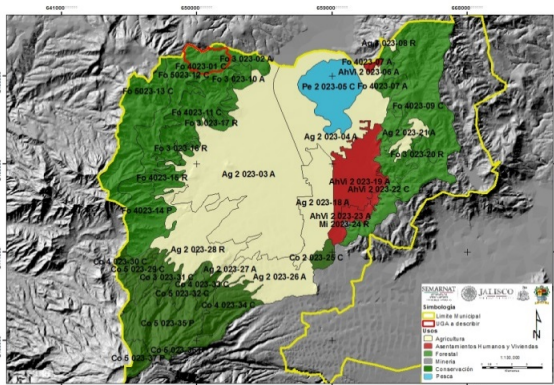 641000
650000
660000
Ag 2 023-08 R
Fo 3 023-02 A
Fo 4023-01 C
Fo 4023-07 A
Fo 5023-12 C
AhVi 2 023-06 A
Fo 3 023-10 A
Pe 2 023-05 C
Fo 4023-07 A
Fo 5023-13 C
Fo 4023-09 C
Fo 4023-11 C
Fo 3 023-17 R
Ag 2 023-04 A
Ag 2 023-21 A
Fo 3 023-16 R
Fo 3 023-20 R
Ag 2 023-03 A
Fo 4023-15 R
AhVi 2 023-19 A
AhVi 2 023-22 C
Ag 2 023-18 A
Fo 4023-14 P
AhVi 2 023-23 A
Mi 2023-24 R
Ag 2 023-28 R
Co 2 023-25 C
Co 4 023-30 C
Co 5 023-29 C
Ag 2 023-27 A
Ag 2 023-26 A
Co 2 023-31 C
Co 4 023-33 C
Co 5 023-32 C
Co 4 023-34 C
Co 5 023-35 P
SEMARNAT
JALISCO
Simbología
Límite Municipal
UGA a describir
Usos
Agricultura
Asentamientos Humanos y Viviendas
Forestal
Minería
Conservación
Pesca
N